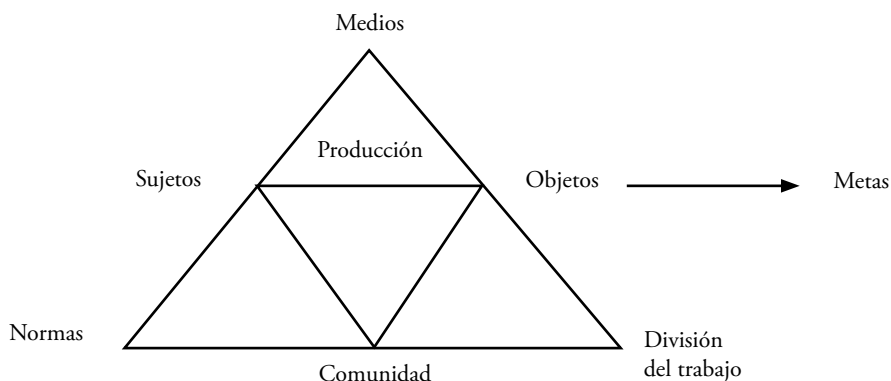 Medios
Producción
Sujetos
Objetos
Metas
Normas
División
del trabajo
Comunidad